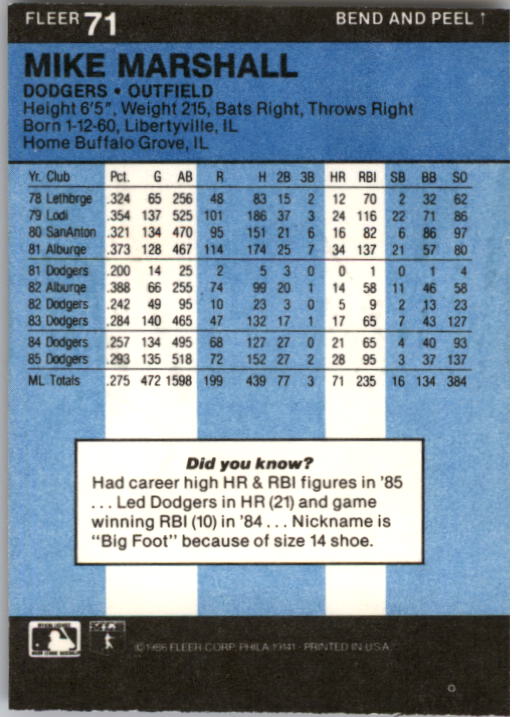 FLEER 71 BEND AND PEEL ↑
MIKE MARSHALL
DODGERS • OUTFIELD
Height 6'5", Weight 215, Bats Right, Throws Right
Born 1-12-60, Libertyville, IL
Home Buffalo Grove, IL
Yr. Club Pct. G AB R H 2B 3B HR RBI SB BB SO
78 Lethbrge .324 65 256 48 83 15 2 12 70 2 32 62
79 Lodi .354 137 525 101 186 37 3 24 116 22 71 86
80 SanAnton .321 134 470 95 151 21 6 16 82 6 86 97
81 Alburqe .373 128 467 114 174 25 7 34 137 21 57 80
81 Dodgers .200 14 25 2 5 3 0 0 1 0 1 4
82 Alburqe .388 66 255 74 99 20 1 14 58 11 46 58
82 Dodgers .242 49 95 10 23 3 0 5 9 2 13 23
83 Dodgers .284 140 465 47 132 17 1 17 65 7 43 127
84 Dodgers .257 134 495 68 127 27 0 21 65 4 40 93
85 Dodgers .293 135 518 72 152 27 2 28 95 3 37 137
ML Totals .275 472 1598 199 439 77 3 71 235 16 134 384
Did you know?
Had career high HR & RBI figures in '85
... Led Dodgers in HR (21) and game
winning RBI (10) in '84 ... Nickname is
"Big Foot" because of size 14 shoe.
©1986 FLEER CORP. PHILA 19141 - PRINTED IN U.S.A.